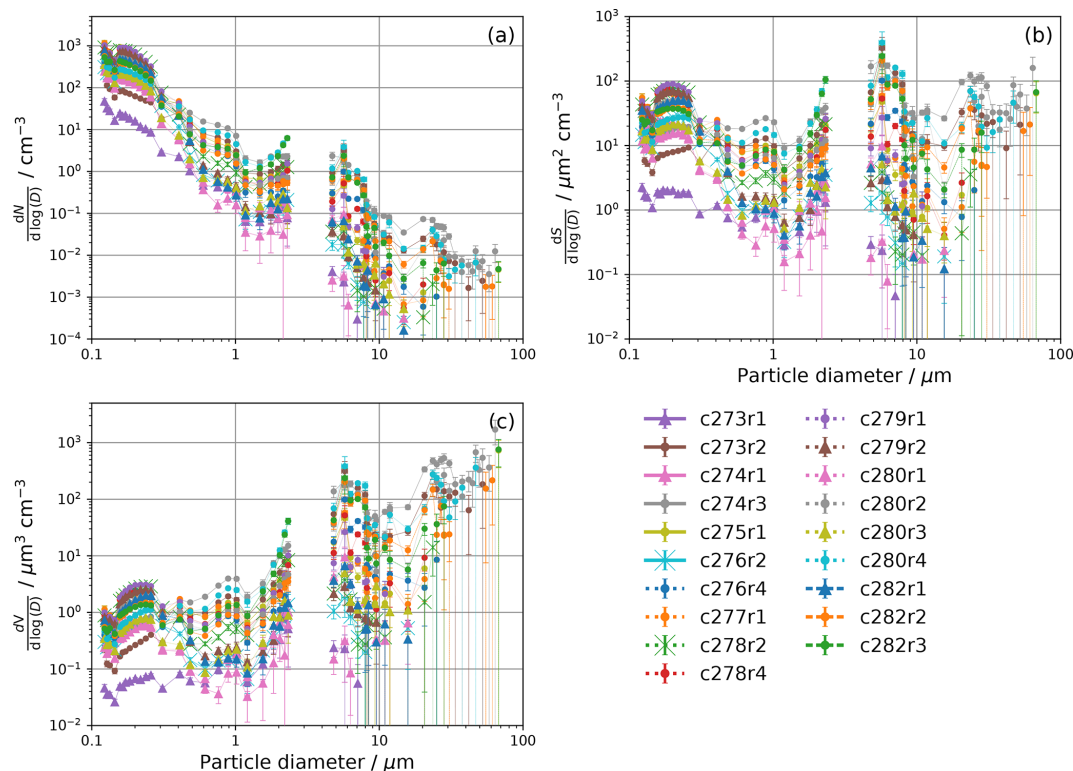 (a)
10³
10²
10¹
10⁰
10⁻¹
10⁻²
10⁻³
10⁻⁴
dN/dlog(D) / cm⁻³
0.1 1 10 100
(b)
10³
10²
10¹
10⁰
10⁻¹
10⁻²
dS/dlog(D) / μm² cm⁻³
0.1 1 10 100
Particle diameter / μm
(c)
10³
10²
10¹
10⁰
10⁻¹
10⁻²
dV/dlog(D) / μm³ cm⁻³
0.1 1 10 100
Particle diameter / μm
c273r1
c273r2
c274r1
c274r3
c275r1
c276r2
c276r4
c277r1
c278r2
c278r4
c279r1
c279r2
c280r1
c280r2
c280r3
c280r4
c282r1
c282r2
c282r3